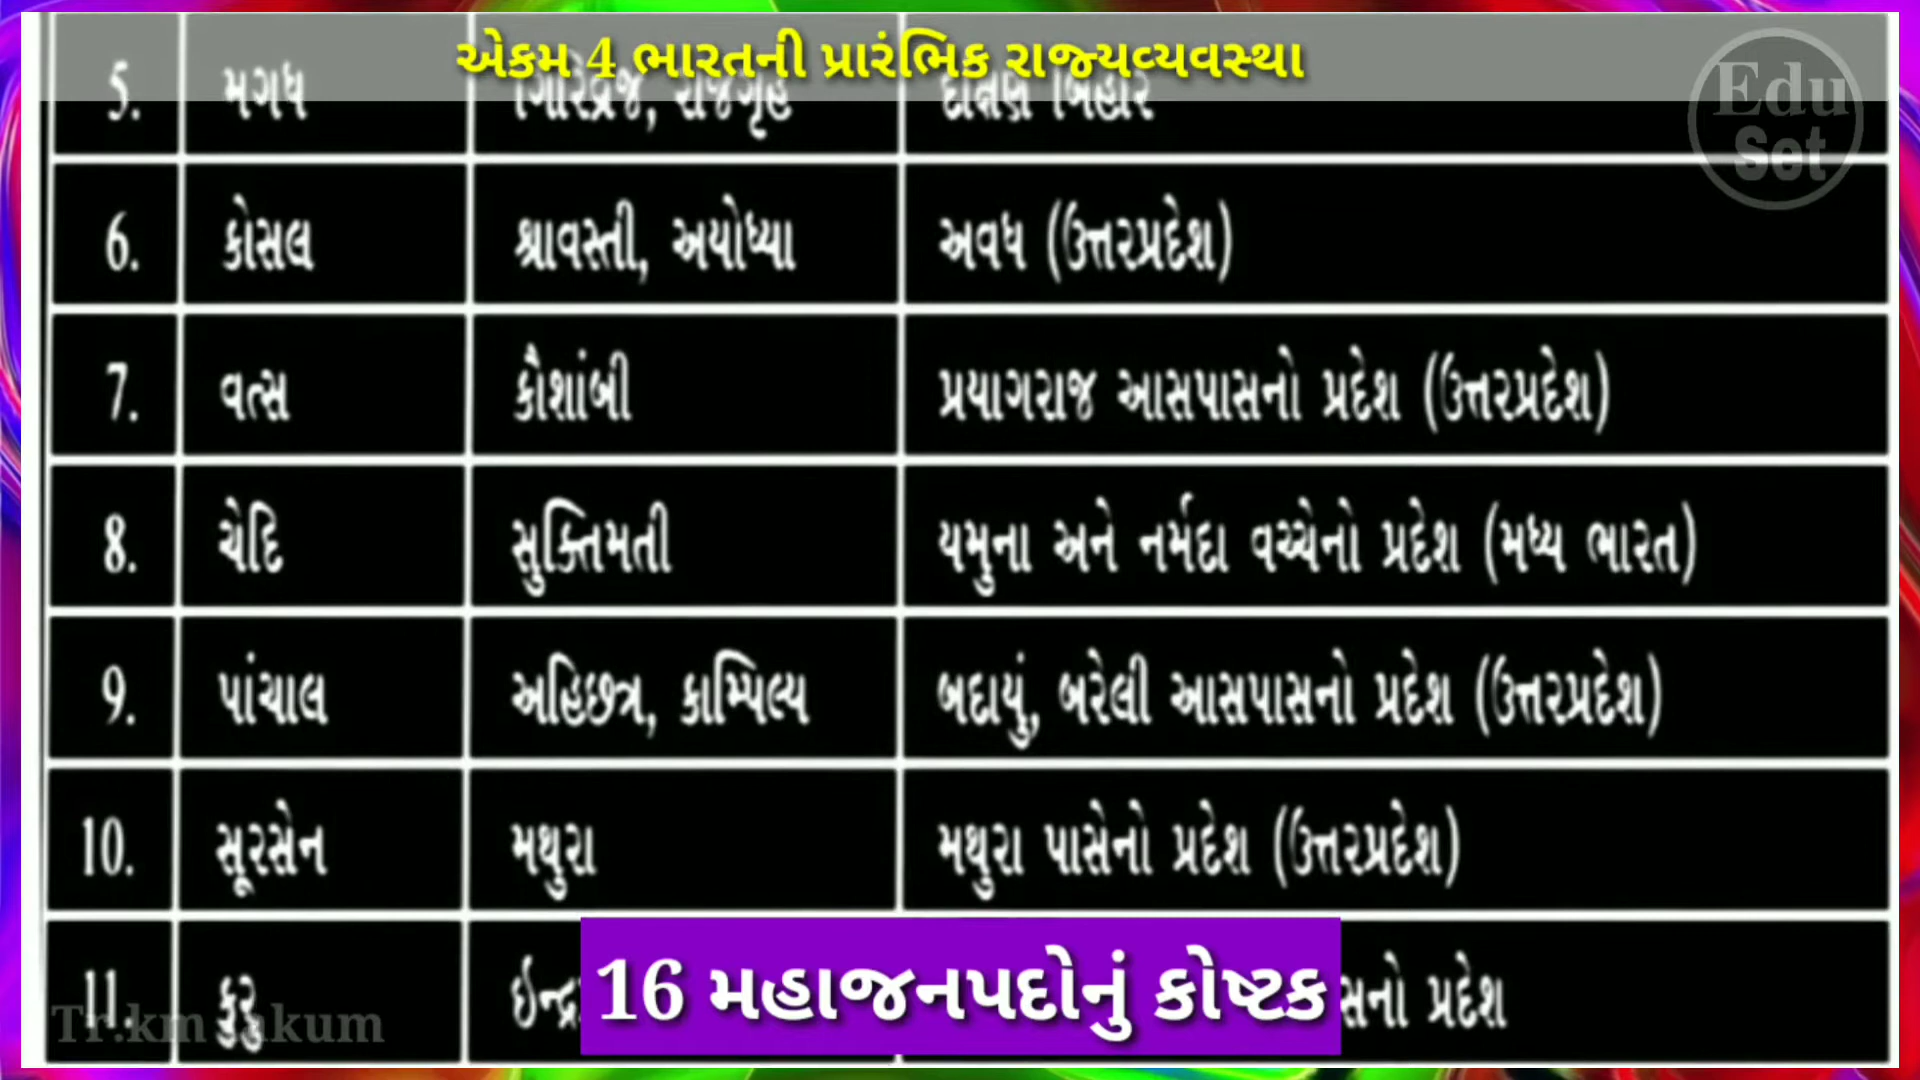 એકમ 4 ભારતની પ્રારંભિક રાજ્યવ્યવસ્થા
Edu
Set
5. મગધ ગિરિવ્રજ, રાજગૃહ દક્ષિણ બિહાર
6. કોસલ શ્રાવસ્તી, અયોધ્યા અવધ (ઉત્તરપ્રદેશ)
7. વત્સ કૌશાંબી પ્રયાગરાજ આસપાસનો પ્રદેશ (ઉત્તરપ્રદેશ)
8. ચેદિ સુક્તિમતી યમુના અને નર્મદા વચ્ચેનો પ્રદેશ (મધ્ય ભારત)
9. પાંચાલ અહિછત્ર, કામ્પિલ્ય બદાયું, બરેલી આસપાસનો પ્રદેશ (ઉત્તરપ્રદેશ)
10. સૂરસેન મથુરા મથુરા પાસેનો પ્રદેશ (ઉત્તરપ્રદેશ)
11. કુરુ પ્રદેશ
16 મહાજનપદોનું કોષ્ટક